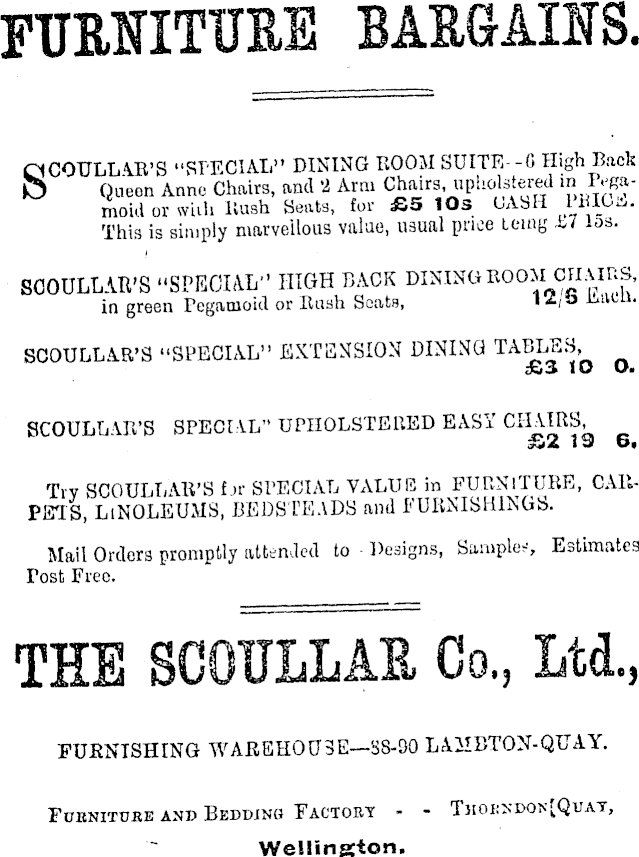 FURNITURE BARGAINS.
SCOULLAR'S "SPECIAL" DINING ROOM SUITE--6 High Back
Queen Anne Chairs, and 2 Arm Chairs, upholstered in Pega-
moid or with Rush Seats, for £5 10s CASH PRICE.
This is simply marvellous value, usual price being £7 15s.
SCOULLAR'S "SPECIAL" HIGH BACK DINING ROOM CHAIRS,
in green Pegamoid or Rush Seats, 12/6 Each.
SCOULLAR'S "SPECIAL" EXTENSION DINING TABLES,
£3 10 0.
SCOULLAR'S SPECIAL" UPHOLSTERED EASY CHAIRS,
£2 19 6.
Try SCOULLAR'S for SPECIAL VALUE in FURNITURE, CAR-
PETS, LINOLEUMS, BEDSTEADS and FURNISHINGS.
Mail Orders promptly attended to - Designs, Samples, Estimates
Post Free.
THE SCOULLAR Co., Ltd.,
FURNISHING WAREHOUSE—88-90 LAMBTON-QUAY.
FURNITURE AND BEDDING FACTORY - - THORNDON QUAY,
Wellington.